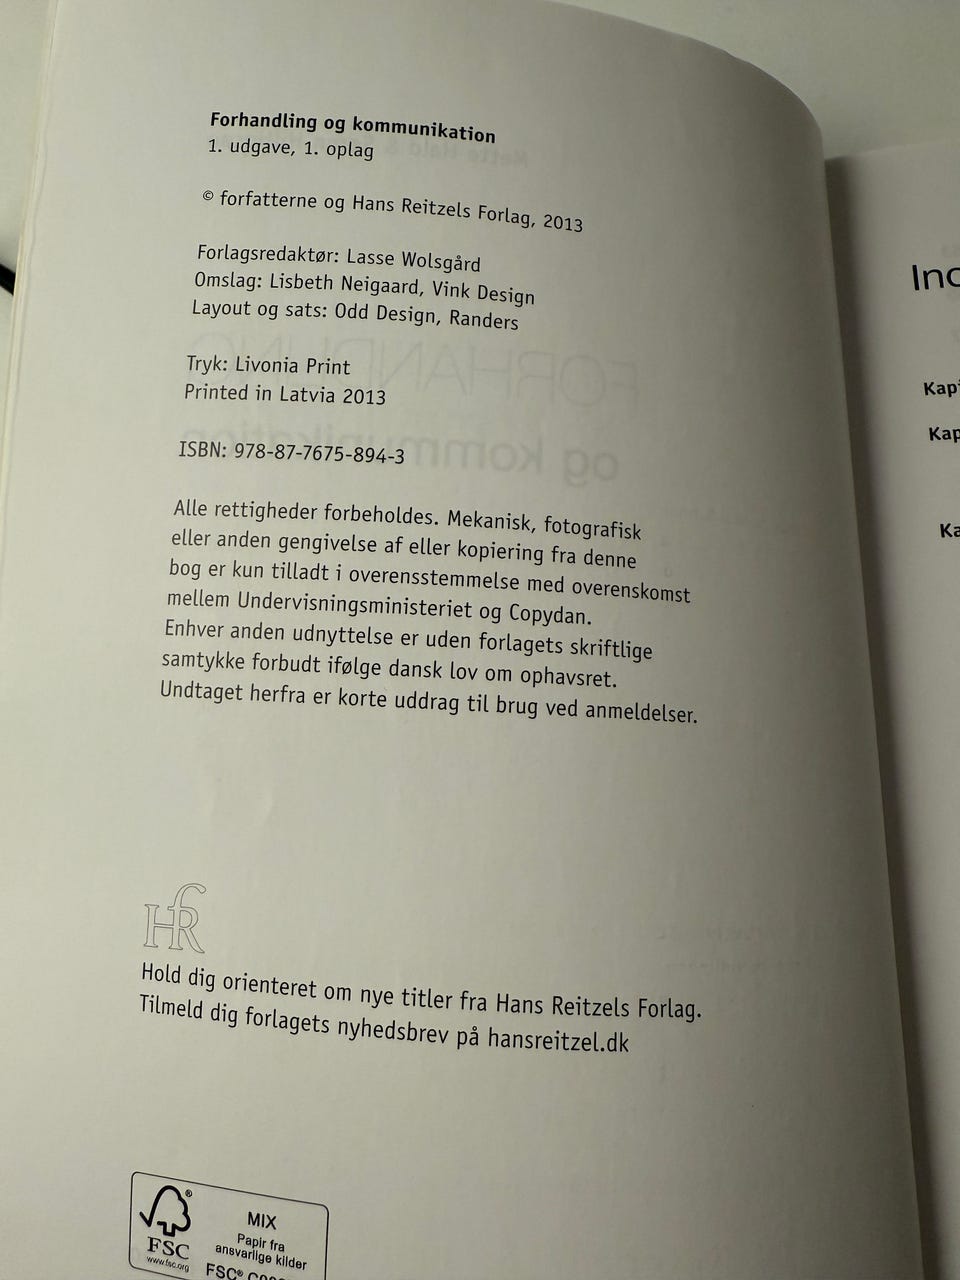 Forhandling og kommunikation
1. udgave, 1. oplag
© forfatterne og Hans Reitzels Forlag, 2013
Forlagsredaktør: Lasse Wolsgård
Omslag: Lisbeth Neigaard, Vink Design
Layout og sats: Odd Design, Randers
Tryk: Livonia Print
Printed in Latvia 2013
ISBN: 978-87-7675-894-3
Alle rettigheder forbeholdes. Mekanisk, fotografisk
eller anden gengivelse af eller kopiering fra denne
bog er kun tilladt i overensstemmelse med overenskomst
mellem Undervisningsministeriet og Copydan.
Enhver anden udnyttelse er uden forlagets skriftlige
samtykke forbudt ifølge dansk lov om ophavsret.
Undtaget herfra er korte uddrag til brug ved anmeldelser.
HfR
Hold dig orienteret om nye titler fra Hans Reitzels Forlag.
Tilmeld dig forlagets nyhedsbrev på hansreitzel.dk
FSC
www.fsc.org
MIX
Papir fra
ansvarlige kilder
FSC®